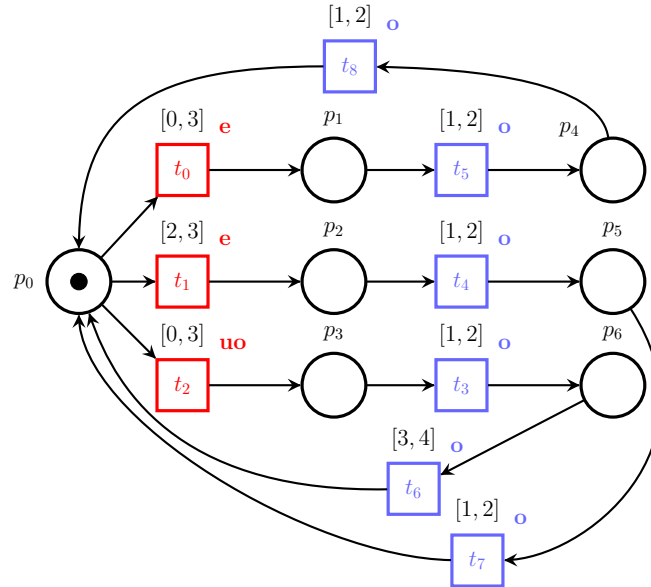 [1, 2] o
t8
[0, 3] e
p1
[1, 2] o
p4
t0
t5
[2, 3] e
p2
[1, 2] o
p5
p0
t1
t4
[0, 3] uo
p3
[1, 2] o
p6
t2
t3
[3, 4] o
t6
[1, 2] o
t7